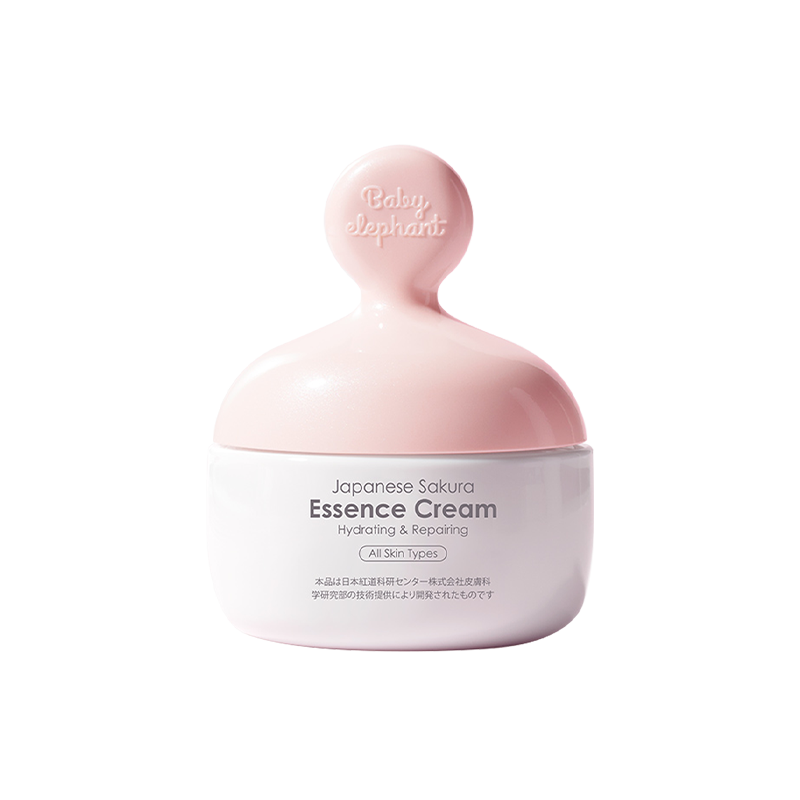 Baby
elephant
Japanese Sakura
Essence Cream
Hydrating & Repairing
All Skin Types
本品は日本紅道科研センター株式会社皮膚科
学研究部の技術提供により開発されたものです